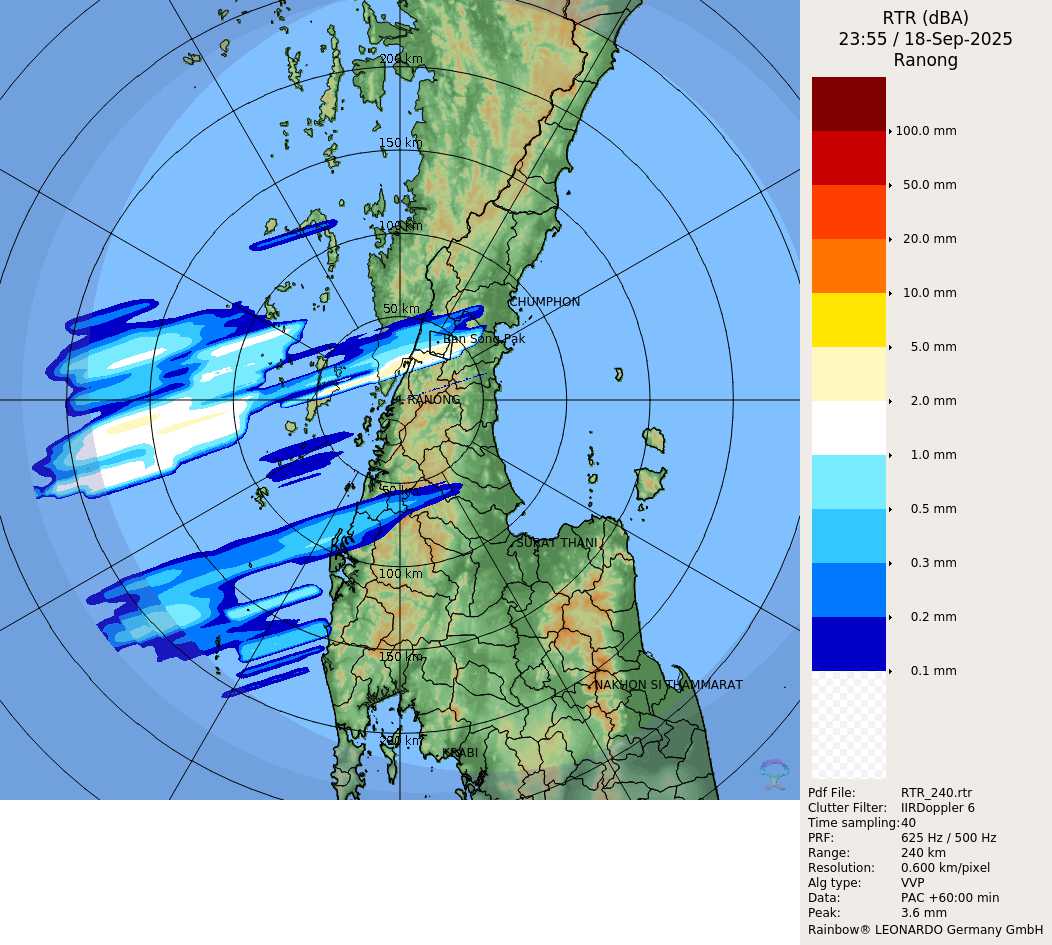 RTR (dBA)
23:55 / 18-Sep-2025
Ranong
100.0 mm
50.0 mm
20.0 mm
10.0 mm
5.0 mm
2.0 mm
1.0 mm
0.5 mm
0.3 mm
0.2 mm
0.1 mm
200 km
150 km
100 km
50 km
CHUMPHON
Ban Song Pak
RANONG
50 km
SURAT THANI
100 km
150 km
NAKHON SI THAMMARAT
200 km
KRABI
Pdf File: RTR_240.rtr
Clutter Filter: IIRDoppler 6
Time sampling: 40
PRF: 625 Hz / 500 Hz
Range: 240 km
Resolution: 0.600 km/pixel
Alg type: VVP
Data: PAC +60:00 min
Peak: 3.6 mm
Rainbow® LEONARDO Germany GmbH